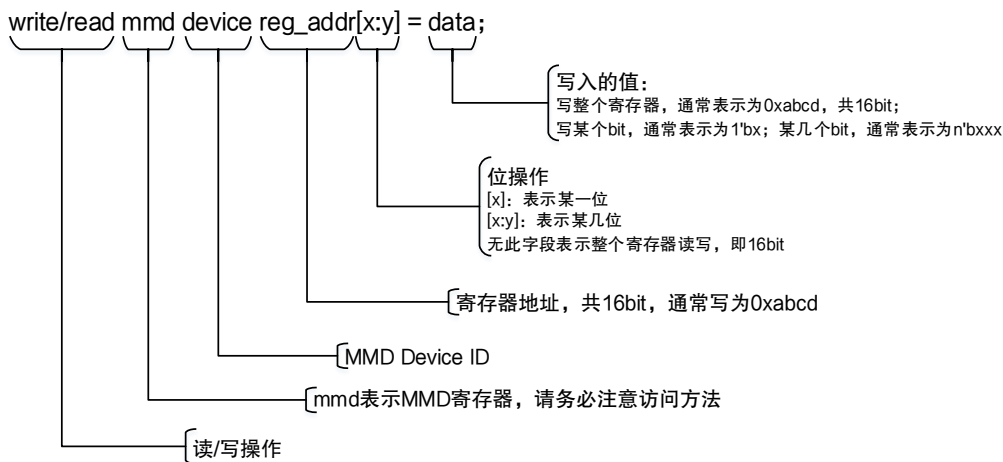 write/read mmd device reg_addr[x:y] = data;
写入的值：
写整个寄存器，通常表示为0xabcd，共16bit；
写某个bit，通常表示为1'bx；某几个bit，通常表示为n'bxxx
位操作
[x]：表示某一位
[x:y]：表示某几位
无此字段表示整个寄存器读写，即16bit
寄存器地址，共16bit，通常写为0xabcd
MMD Device ID
mmd表示MMD寄存器，请务必注意访问方法
读/写操作